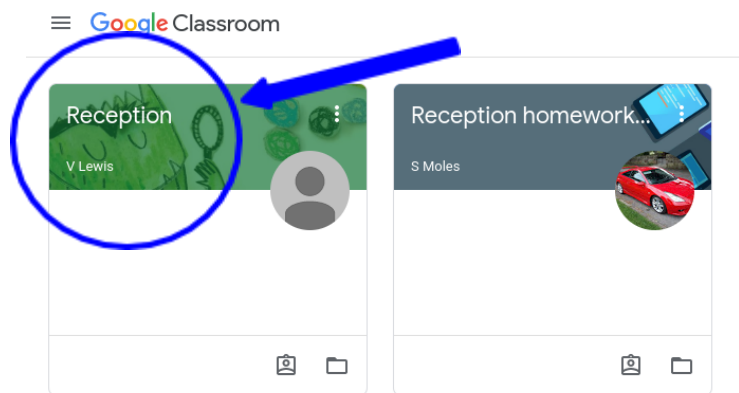 Google Classroom
Reception
V Lewis
Reception homework...
S Moles